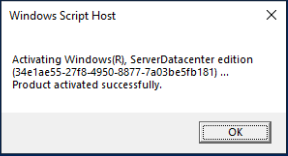 Windows Script Host
Activating Windows(R), ServerDatacenter edition
(34e1ae55-27f8-4950-8877-7a03be5fb181) ...
Product activated successfully.
OK